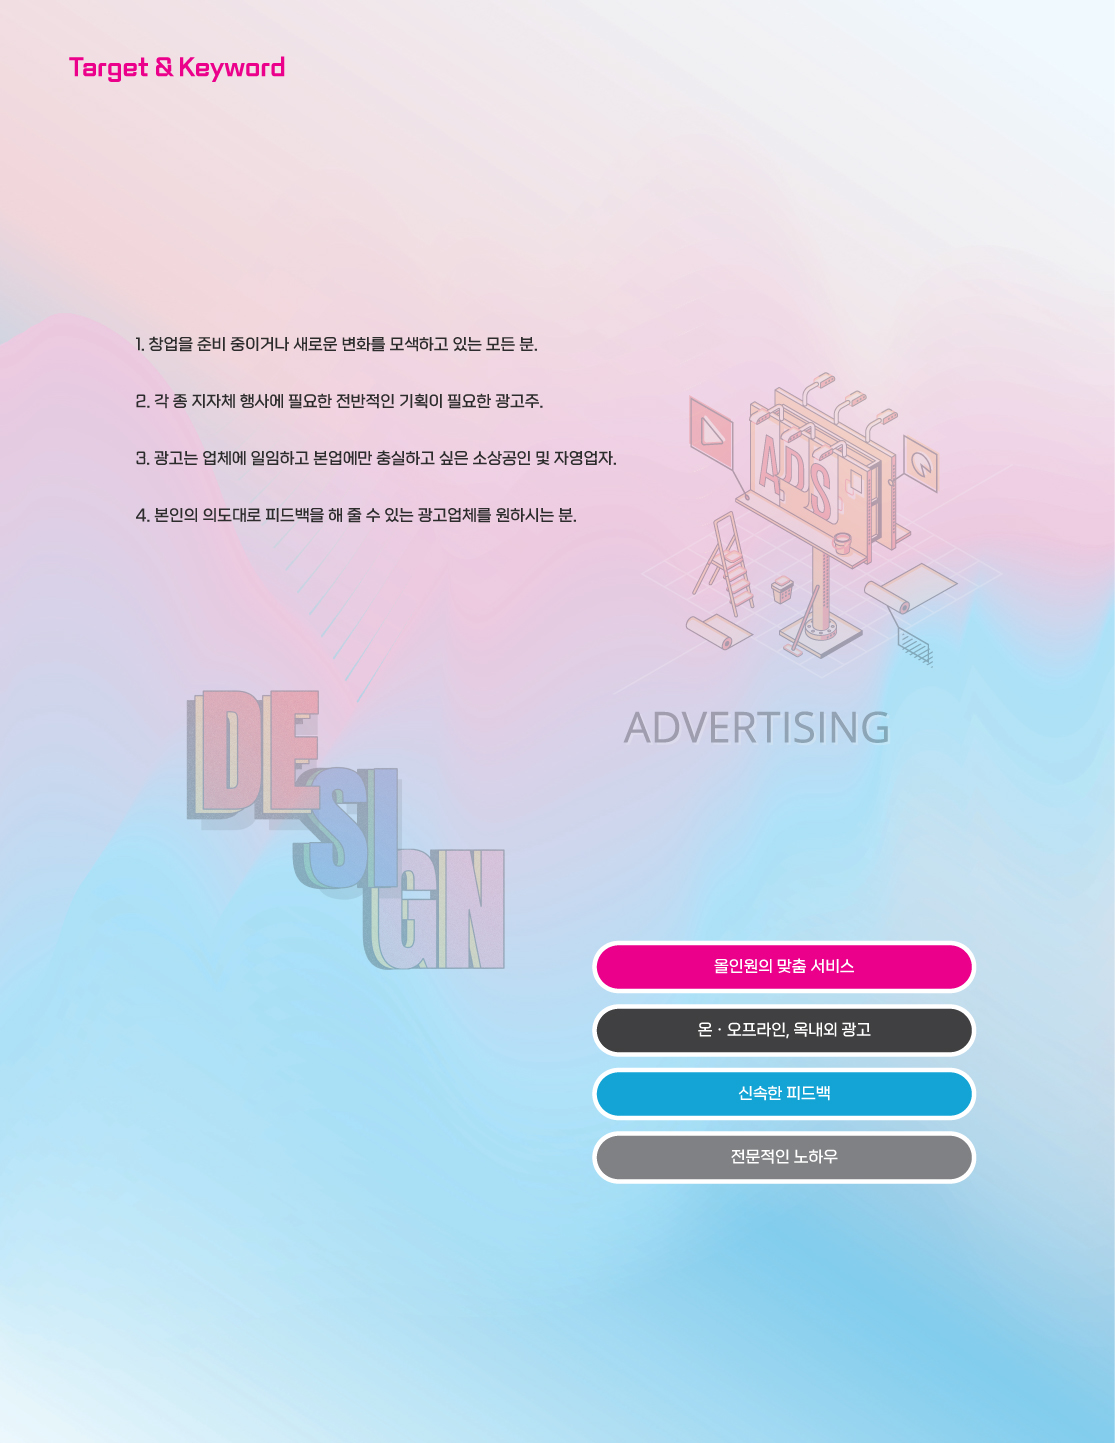 Target & Keyword
1. 창업을 준비 중이거나 새로운 변화를 모색하고 있는 모든 분.
2. 각 종 지자체 행사에 필요한 전반적인 기획이 필요한 광고주.
3. 광고는 업체에 일임하고 본업에만 충실하고 싶은 소상공인 및 자영업자.
4. 본인의 의도대로 피드백을 해 줄 수 있는 광고업체를 원하시는 분.
ADS
ADVERTISING
DE
SI
GN
올인원의 맞춤 서비스
온 · 오프라인, 옥내외 광고
신속한 피드백
전문적인 노하우